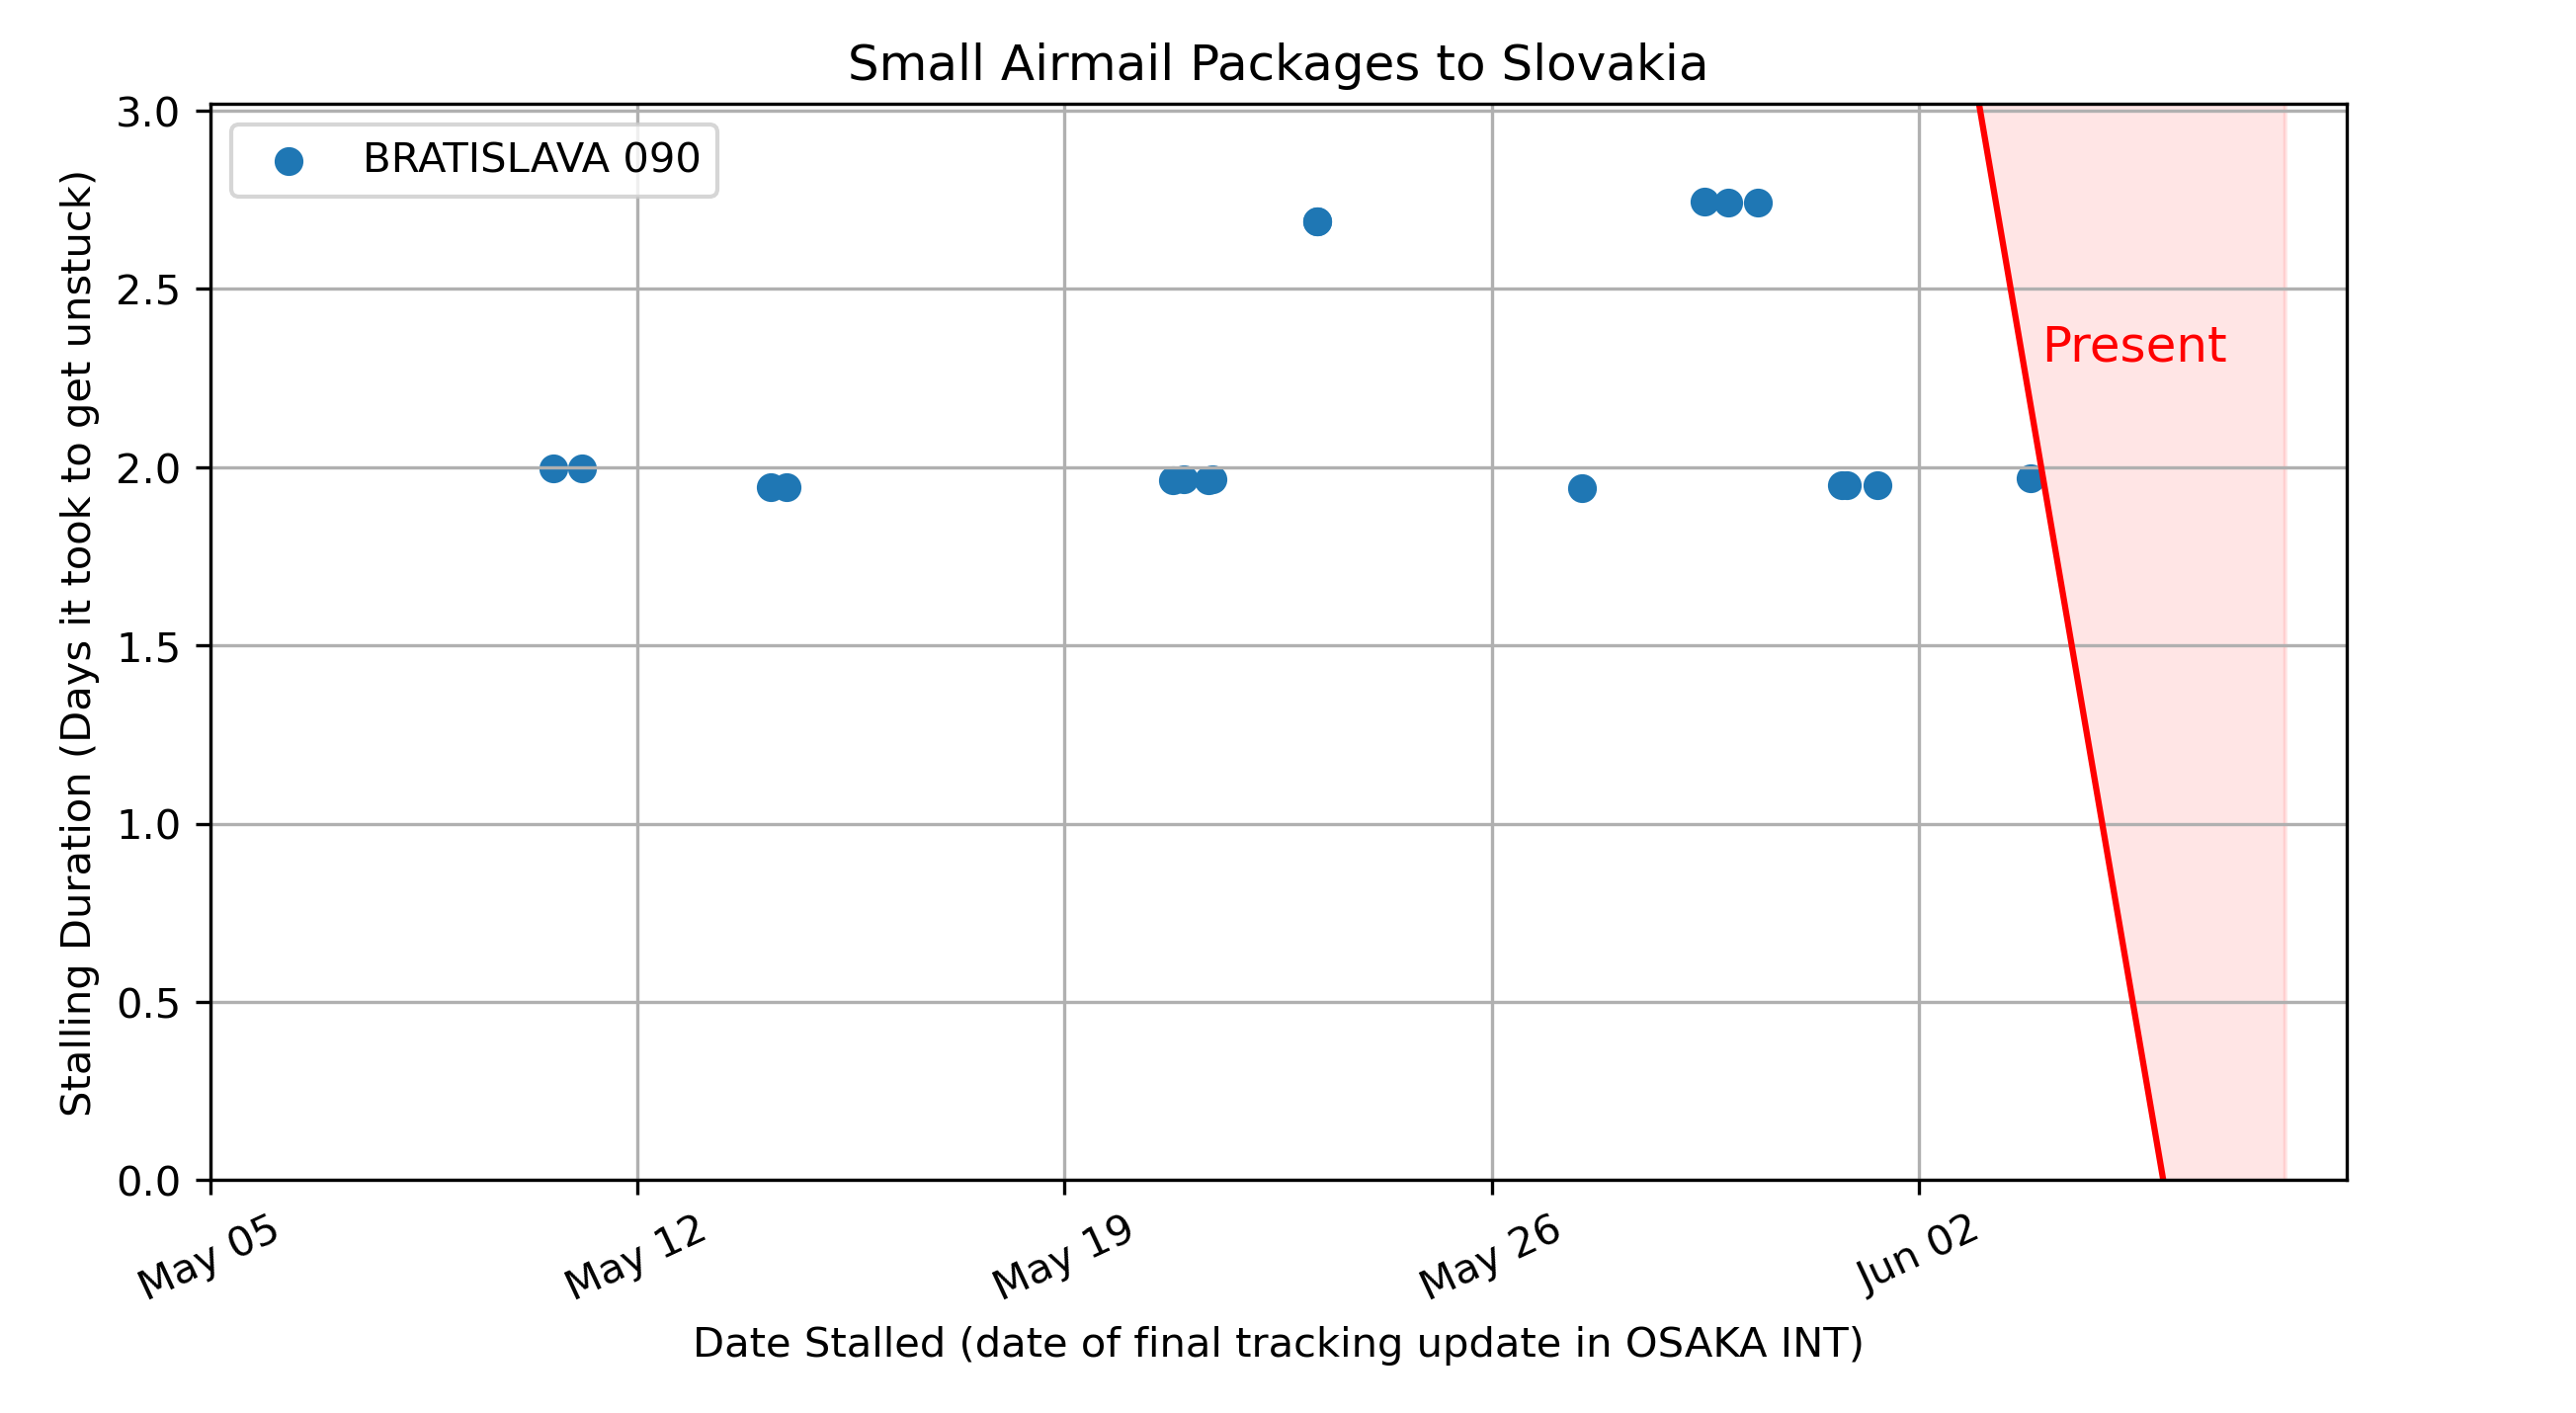 Small Airmail Packages to Slovakia
BRATISLAVA 090
Present
Stalling Duration (Days it took to get unstuck)
3.0
2.5
2.0
1.5
1.0
0.5
0.0
May 05
May 12
May 19
May 26
Jun 02
Date Stalled (date of final tracking update in OSAKA INT)